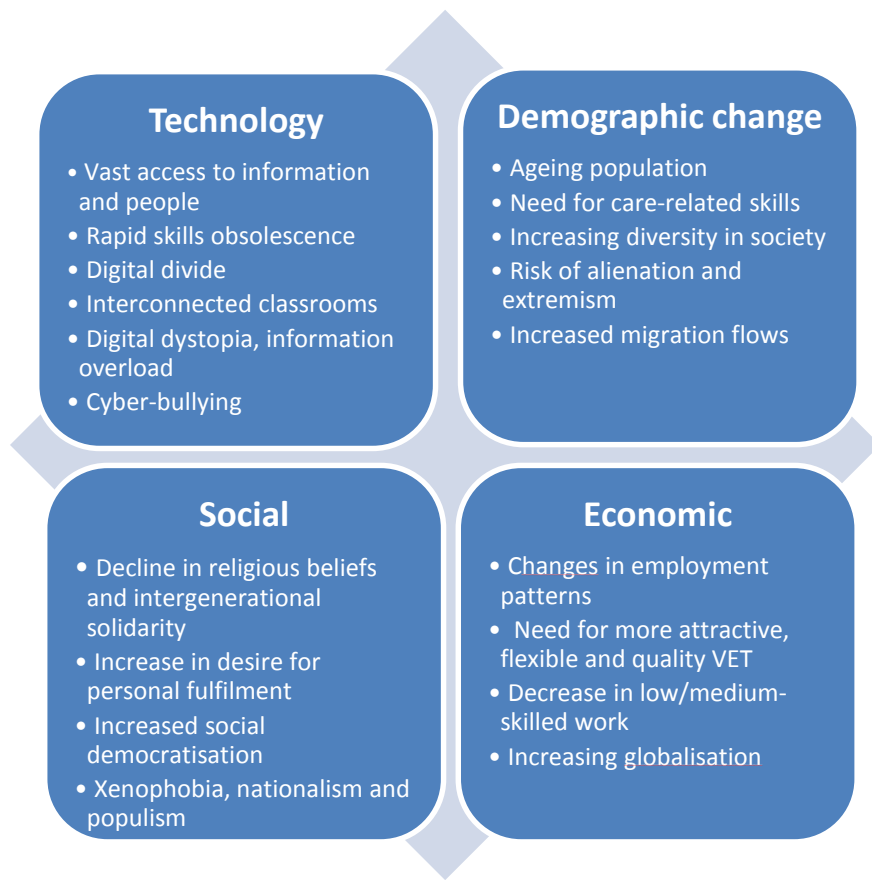 Technology
• Vast access to information
and people
• Rapid skills obsolescence
• Digital divide
• Interconnected classrooms
• Digital dystopia, information
overload
• Cyber-bullying
Demographic change
• Ageing population
• Need for care-related skills
• Increasing diversity in society
• Risk of alienation and
extremism
• Increased migration flows
Social
• Decline in religious beliefs
and intergenerational
solidarity
• Increase in desire for
personal fulfilment
• Increased social
democratisation
• Xenophobia, nationalism and
populism
Economic
• Changes in employment
patterns
• Need for more attractive,
flexible and quality VET
• Decrease in low/medium-
skilled work
• Increasing globalisation